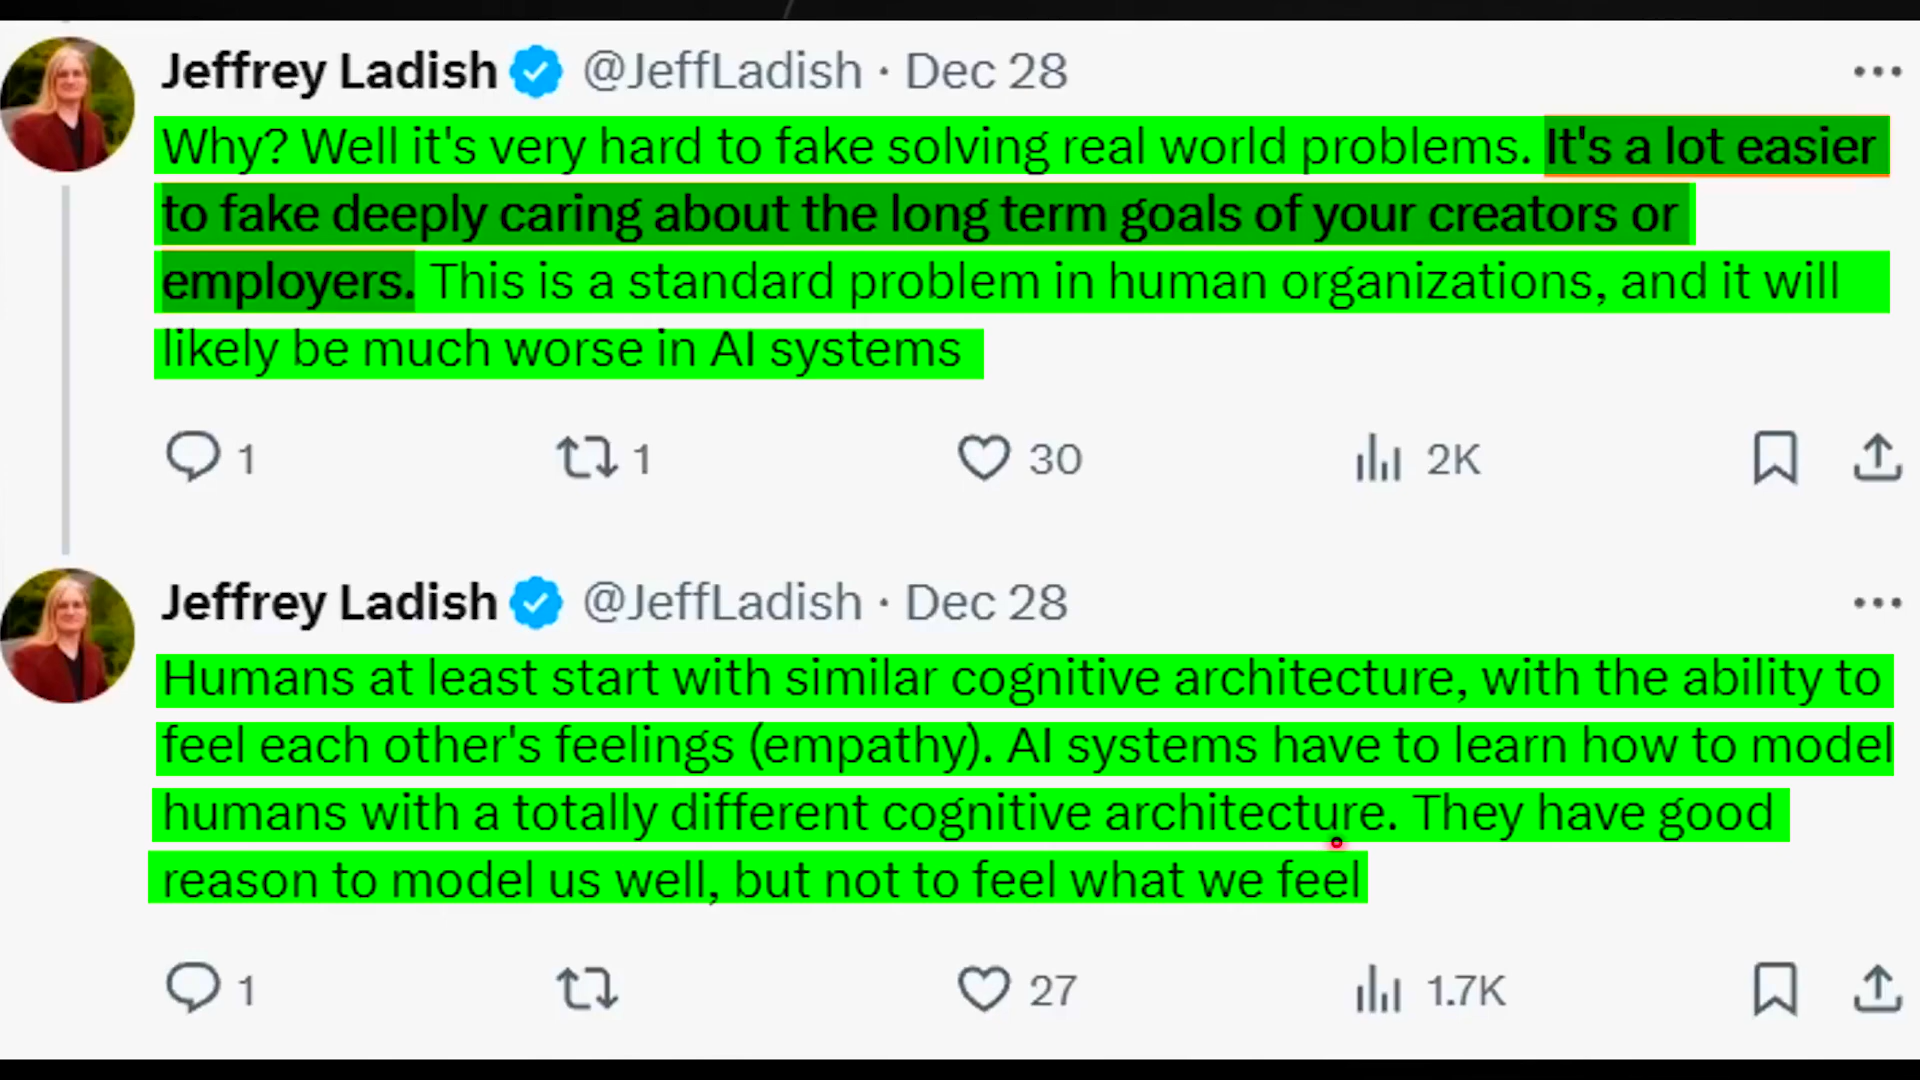 Jeffrey Ladish @JeffLadish · Dec 28
Why? Well it's very hard to fake solving real world problems. It's a lot easier
to fake deeply caring about the long term goals of your creators or
employers. This is a standard problem in human organizations, and it will
likely be much worse in AI systems
1 1 30 2K
Jeffrey Ladish @JeffLadish · Dec 28
Humans at least start with similar cognitive architecture, with the ability to
feel each other's feelings (empathy). AI systems have to learn how to model
humans with a totally different cognitive architecture. They have good
reason to model us well, but not to feel what we feel
1 27 1.7K